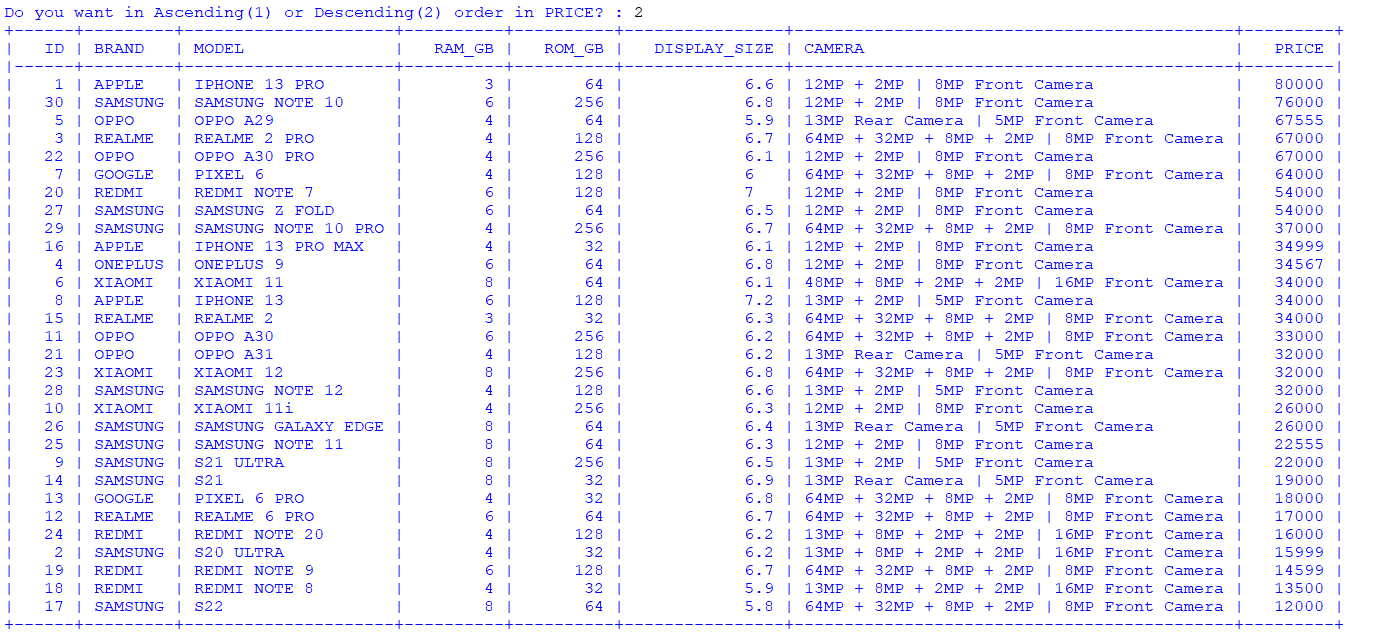 Do you want in Ascending(1) or Descending(2) order in PRICE? : 2
+------+---------+---------------------+----------+----------+----------------+--------------------------------------------+---------+
|   ID | BRAND   | MODEL               |   RAM_GB |   ROM_GB |   DISPLAY_SIZE | CAMERA                                     |   PRICE |
|------+---------+---------------------+----------+----------+----------------+--------------------------------------------+---------|
|    1 | APPLE   | IPHONE 13 PRO       |        3 |       64 |            6.6 | 12MP + 2MP | 8MP Front Camera              |   80000 |
|   30 | SAMSUNG | SAMSUNG NOTE 10     |        6 |      256 |            6.8 | 12MP + 2MP | 8MP Front Camera              |   76000 |
|    5 | OPPO    | OPPO A29            |        4 |       64 |            5.9 | 13MP Rear Camera | 5MP Front Camera        |   67555 |
|    3 | REALME  | REALME 2 PRO        |        4 |      128 |            6.7 | 64MP + 32MP + 8MP + 2MP | 8MP Front Camera |   67000 |
|   22 | OPPO    | OPPO A30 PRO        |        4 |      256 |            6.1 | 12MP + 2MP | 8MP Front Camera              |   67000 |
|    7 | GOOGLE  | PIXEL 6             |        4 |      128 |            6   | 64MP + 32MP + 8MP + 2MP | 8MP Front Camera |   64000 |
|   20 | REDMI   | REDMI NOTE 7        |        6 |      128 |            7   | 12MP + 2MP | 8MP Front Camera              |   54000 |
|   27 | SAMSUNG | SAMSUNG Z FOLD      |        6 |       64 |            6.5 | 12MP + 2MP | 8MP Front Camera              |   54000 |
|   29 | SAMSUNG | SAMSUNG NOTE 10 PRO |        4 |      256 |            6.7 | 64MP + 32MP + 8MP + 2MP | 8MP Front Camera |   37000 |
|   16 | APPLE   | IPHONE 13 PRO MAX   |        4 |       32 |            6.1 | 12MP + 2MP | 8MP Front Camera              |   34999 |
|    4 | ONEPLUS | ONEPLUS 9           |        6 |       64 |            6.8 | 12MP + 2MP | 8MP Front Camera              |   34567 |
|    6 | XIAOMI  | XIAOMI 11           |        8 |       64 |            6.1 | 48MP + 8MP + 2MP + 2MP | 16MP Front Camera |   34000 |
|    8 | APPLE   | IPHONE 13           |        6 |      128 |            7.2 | 13MP + 2MP | 5MP Front Camera              |   34000 |
|   15 | REALME  | REALME 2            |        3 |       32 |            6.3 | 64MP + 32MP + 8MP + 2MP | 8MP Front Camera |   34000 |
|   11 | OPPO    | OPPO A30            |        6 |      256 |            6.2 | 64MP + 32MP + 8MP + 2MP | 8MP Front Camera |   33000 |
|   21 | OPPO    | OPPO A31            |        4 |      128 |            6.2 | 13MP Rear Camera | 5MP Front Camera        |   32000 |
|   23 | XIAOMI  | XIAOMI 12           |        8 |      256 |            6.8 | 64MP + 32MP + 8MP + 2MP | 8MP Front Camera |   32000 |
|   28 | SAMSUNG | SAMSUNG NOTE 12     |        4 |      128 |            6.6 | 13MP + 2MP | 5MP Front Camera              |   32000 |
|   10 | XIAOMI  | XIAOMI 11i          |        4 |      256 |            6.3 | 12MP + 2MP | 8MP Front Camera              |   26000 |
|   26 | SAMSUNG | SAMSUNG GALAXY EDGE |        8 |       64 |            6.4 | 13MP Rear Camera | 5MP Front Camera        |   26000 |
|   25 | SAMSUNG | SAMSUNG NOTE 11     |        8 |       64 |            6.3 | 12MP + 2MP | 8MP Front Camera              |   22555 |
|    9 | SAMSUNG | S21 ULTRA           |        8 |      256 |            6.5 | 13MP + 2MP | 5MP Front Camera              |   22000 |
|   14 | SAMSUNG | S21                 |        8 |       32 |            6.9 | 13MP Rear Camera | 5MP Front Camera        |   19000 |
|   13 | GOOGLE  | PIXEL 6 PRO         |        4 |       32 |            6.8 | 64MP + 32MP + 8MP + 2MP | 8MP Front Camera |   18000 |
|   12 | REALME  | REALME 6 PRO        |        6 |       64 |            6.7 | 64MP + 32MP + 8MP + 2MP | 8MP Front Camera |   17000 |
|   24 | REDMI   | REDMI NOTE 20       |        4 |      128 |            6.2 | 13MP + 8MP + 2MP + 2MP | 16MP Front Camera |   16000 |
|    2 | SAMSUNG | S20 ULTRA           |        4 |       32 |            6.2 | 13MP + 8MP + 2MP + 2MP | 16MP Front Camera |   15999 |
|   19 | REDMI   | REDMI NOTE 9        |        6 |      128 |            6.7 | 64MP + 32MP + 8MP + 2MP | 8MP Front Camera |   14599 |
|   18 | REDMI   | REDMI NOTE 8        |        4 |       32 |            5.9 | 13MP + 8MP + 2MP + 2MP | 16MP Front Camera |   13500 |
|   17 | SAMSUNG | S22                 |        8 |       64 |            5.8 | 64MP + 32MP + 8MP + 2MP | 8MP Front Camera |   12000 |
+------+---------+---------------------+----------+----------+----------------+--------------------------------------------+---------+